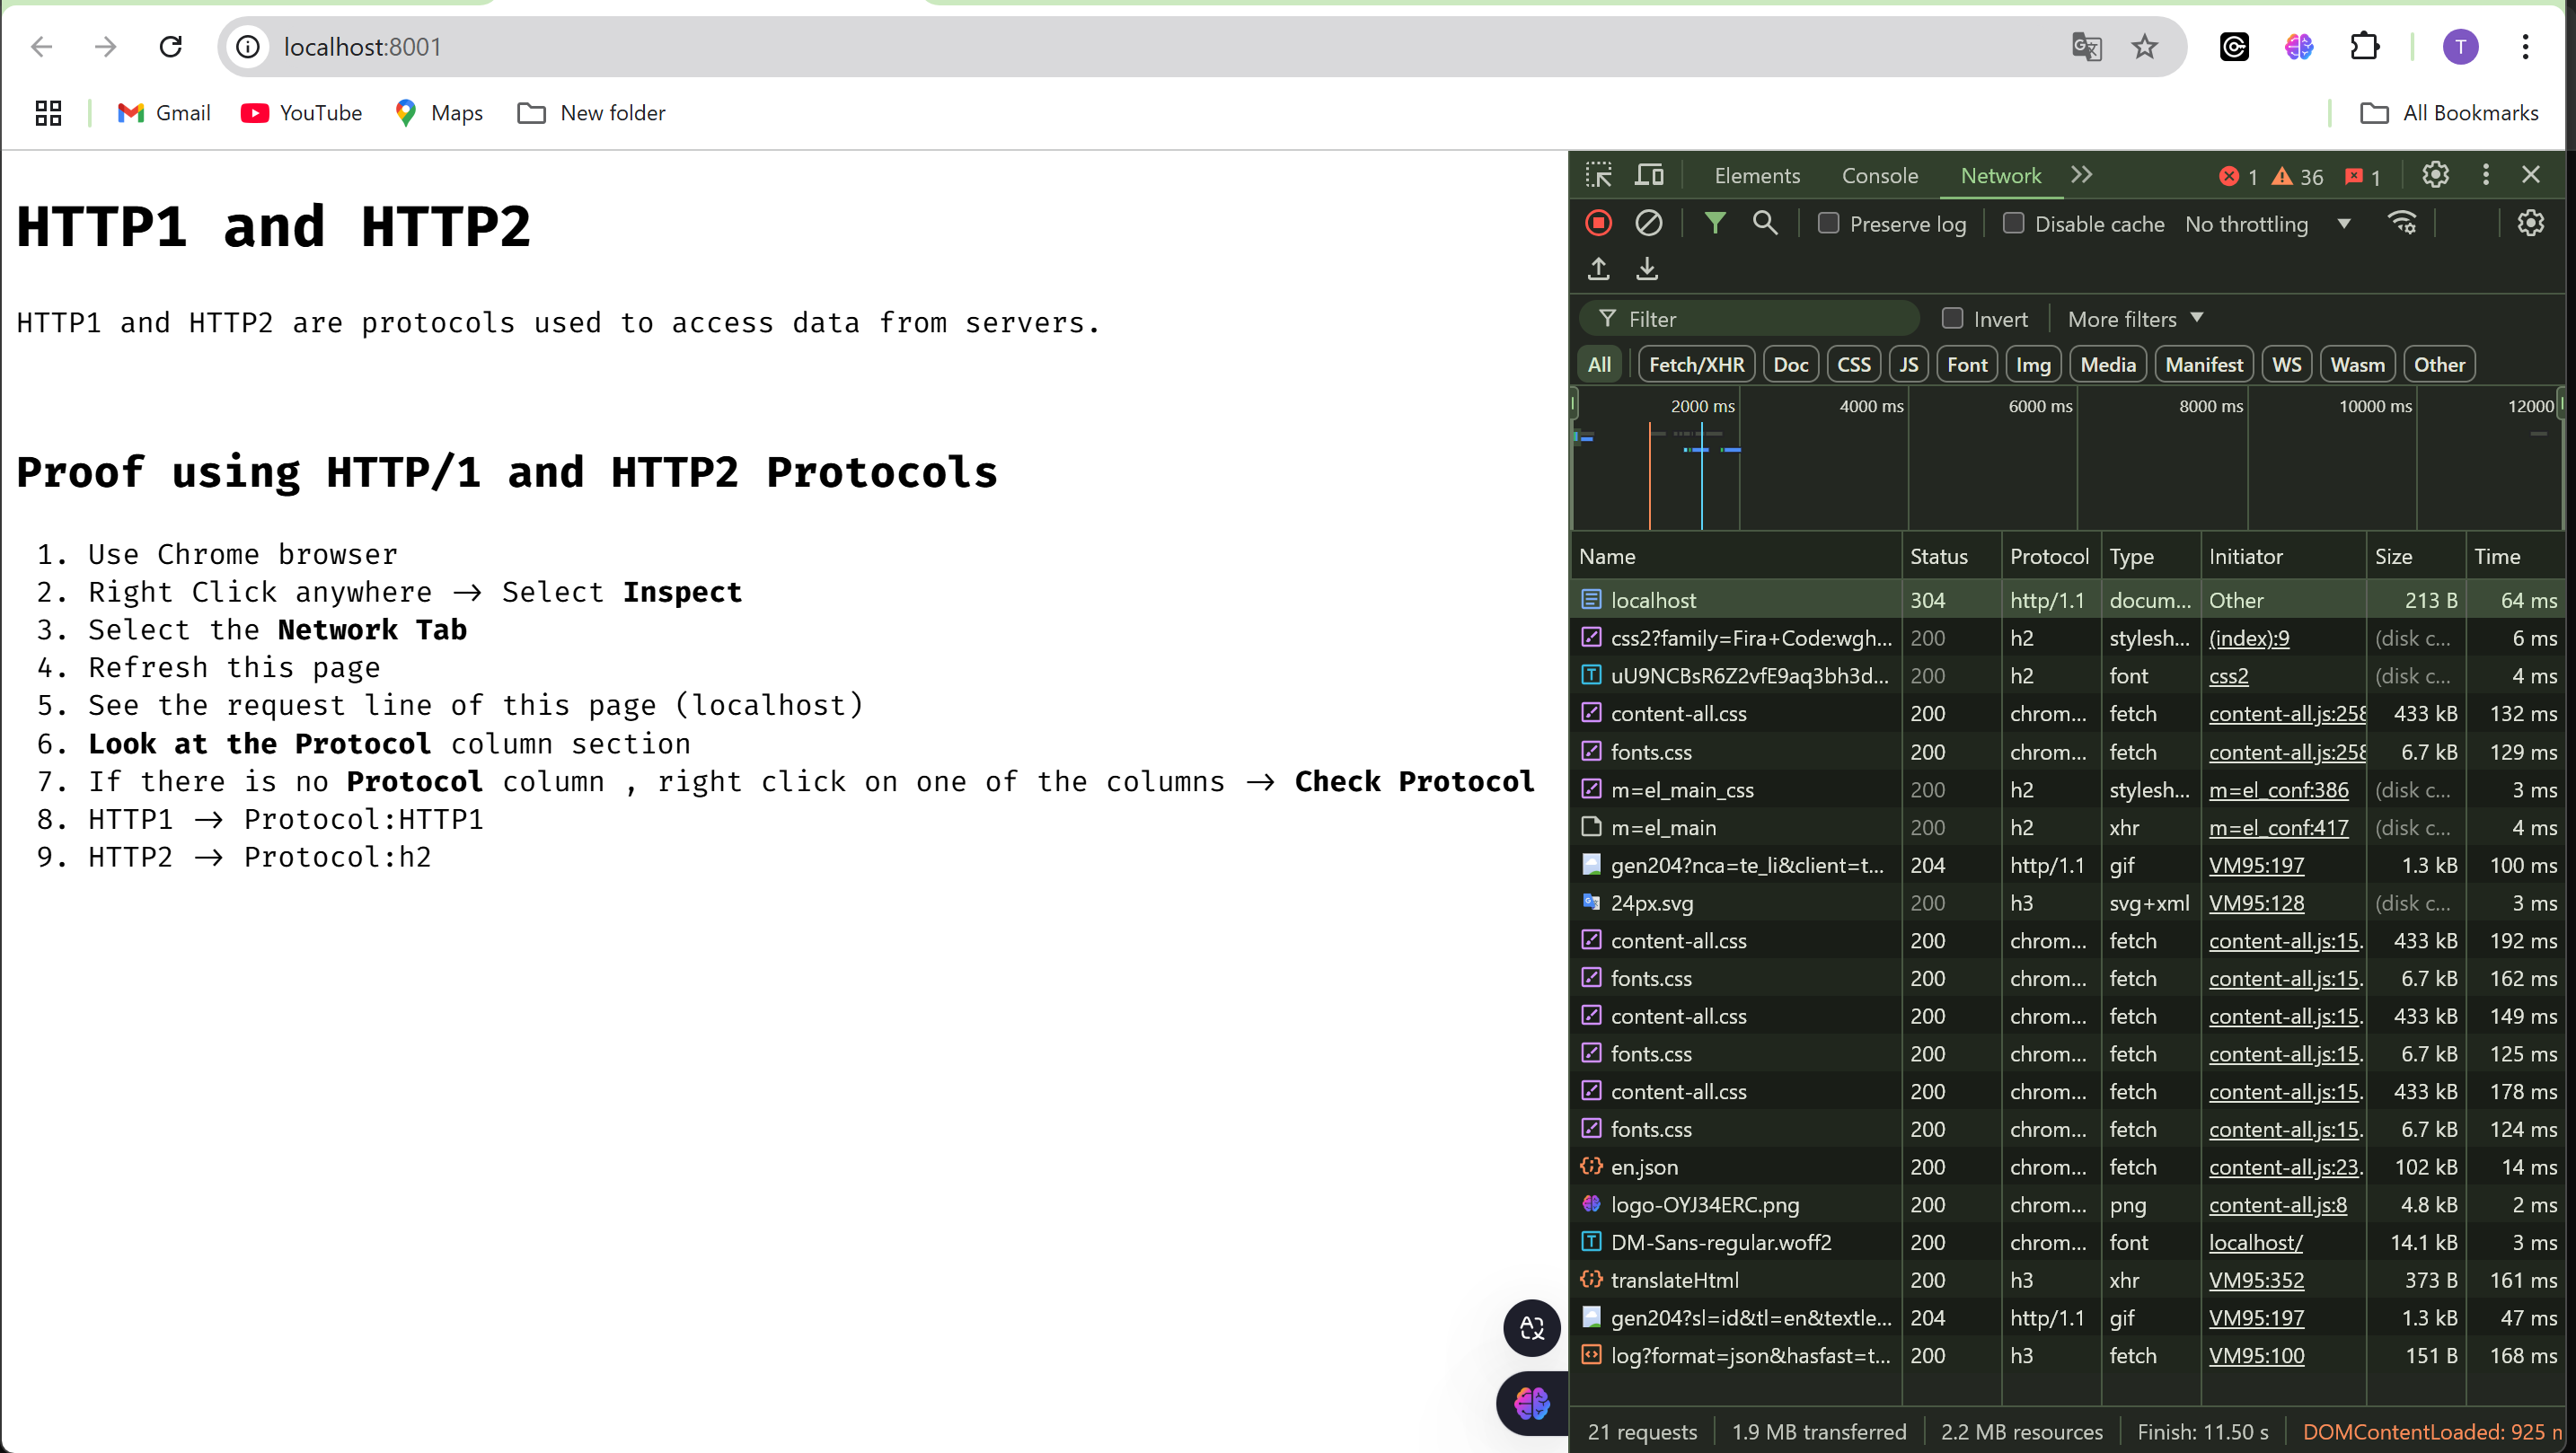 localhost:8001
T
Gmail YouTube Maps New folder All Bookmarks
HTTP1 and HTTP2
HTTP1 and HTTP2 are protocols used to access data from servers.
Proof using HTTP/1 and HTTP2 Protocols
1. Use Chrome browser
2. Right Click anywhere → Select Inspect
3. Select the Network Tab
4. Refresh this page
5. See the request line of this page (localhost)
6. Look at the Protocol column section
7. If there is no Protocol column , right click on one of the columns → Check Protocol
8. HTTP1 → Protocol:HTTP1
9. HTTP2 → Protocol:h2
Elements Console Network 1 36 1
Preserve log Disable cache No throttling
Filter Invert More filters
All Fetch/XHR Doc CSS JS Font Img Media Manifest WS Wasm Other
2000 ms 4000 ms 6000 ms 8000 ms 10000 ms 12000
Name Status Protocol Type Initiator Size Time
localhost 304 http/1.1 docum... Other 213 B 64 ms
css2?family=Fira+Code:wgh... 200 h2 stylesh... (index):9 (disk c... 6 ms
uU9NCBsR6Z2vfE9aq3bh3d... 200 h2 font css2 (disk c... 4 ms
content-all.css 200 chrom... fetch content-all.js:258 433 kB 132 ms
fonts.css 200 chrom... fetch content-all.js:258 6.7 kB 129 ms
m=el_main_css 200 h2 stylesh... m=el_conf:386 (disk c... 3 ms
m=el_main 200 h2 xhr m=el_conf:417 (disk c... 4 ms
gen204?nca=te_li&client=t... 204 http/1.1 gif VM95:197 1.3 kB 100 ms
24px.svg 200 h3 svg+xml VM95:128 (disk c... 3 ms
content-all.css 200 chrom... fetch content-all.js:15. 433 kB 192 ms
fonts.css 200 chrom... fetch content-all.js:15. 6.7 kB 162 ms
content-all.css 200 chrom... fetch content-all.js:15. 433 kB 149 ms
fonts.css 200 chrom... fetch content-all.js:15. 6.7 kB 125 ms
content-all.css 200 chrom... fetch content-all.js:15. 433 kB 178 ms
fonts.css 200 chrom... fetch content-all.js:15. 6.7 kB 124 ms
en.json 200 chrom... fetch content-all.js:23. 102 kB 14 ms
logo-OYJ34ERC.png 200 chrom... png content-all.js:8 4.8 kB 2 ms
DM-Sans-regular.woff2 200 chrom... font localhost/ 14.1 kB 3 ms
translateHtml 200 h3 xhr VM95:352 373 B 161 ms
gen204?sl=id&tl=en&textle... 204 http/1.1 gif VM95:197 1.3 kB 47 ms
log?format=json&hasfast=t... 200 h3 fetch VM95:100 151 B 168 ms
21 requests 1.9 MB transferred 2.2 MB resources Finish: 11.50 s DOMContentLoaded: 925 m